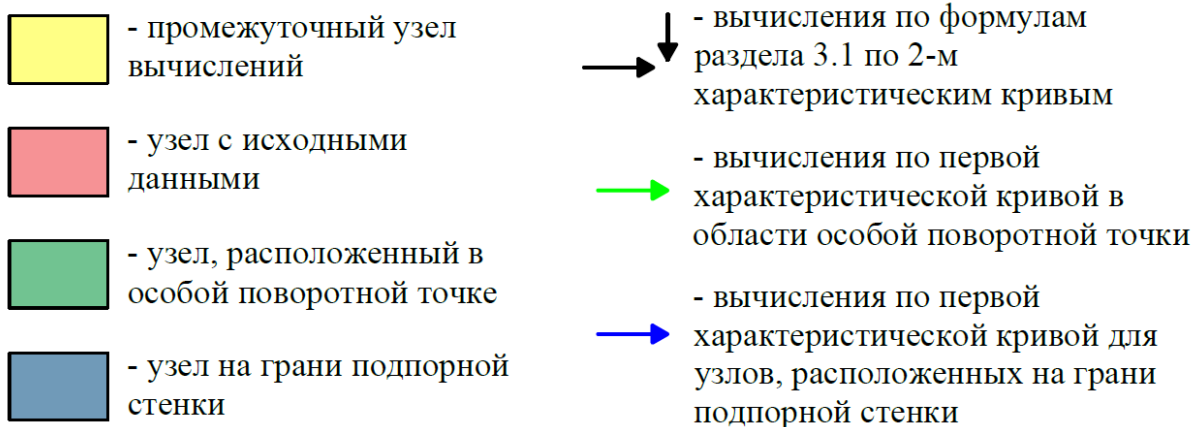 - промежуточный узел
вычислений
- узел с исходными
данными
- узел, расположенный в
особой поворотной точке
- узел на грани подпорной
стенки
- вычисления по формулам
раздела 3.1 по 2-м
характеристическим кривым
- вычисления по первой
характеристической кривой в
области особой поворотной точки
- вычисления по первой
характеристической кривой для
узлов, расположенных на грани
подпорной стенки